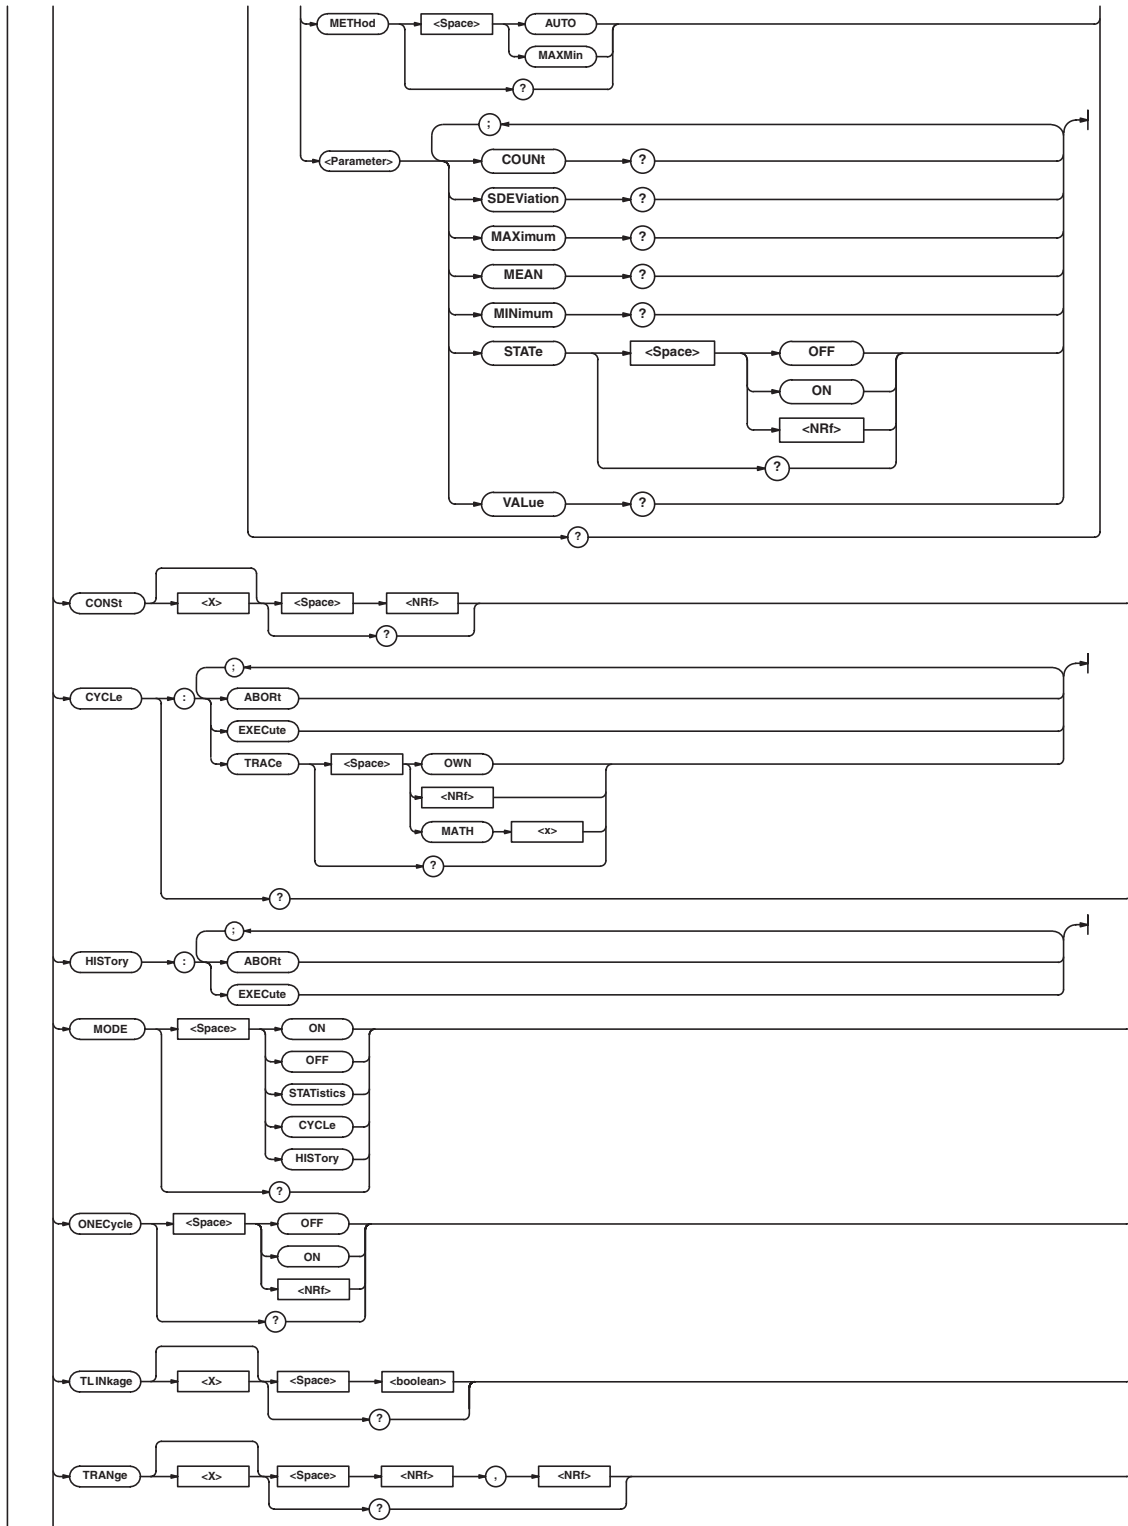 METHod <Space> AUTO
MAXMin
?
;
<Parameter> COUNt ?
SDEViation ?
MAXimum ?
MEAN ?
MINimum ?
STATe <Space> OFF
ON
<NRf>
?
VALue ?
?
CONSt <X> <Space> <NRf>
?
;
CYCLe : ABORt
EXECute
TRACe <Space> OWN
<NRf>
MATH <x>
?
?
;
HISTory : ABORt
EXECute
MODE <Space> ON
OFF
STATistics
CYCLe
HISTory
?
ONECycle <Space> OFF
ON
<NRf>
?
TLINkage <X> <Space> <boolean>
?
TRANge <X> <Space> <NRf> , <NRf>
?